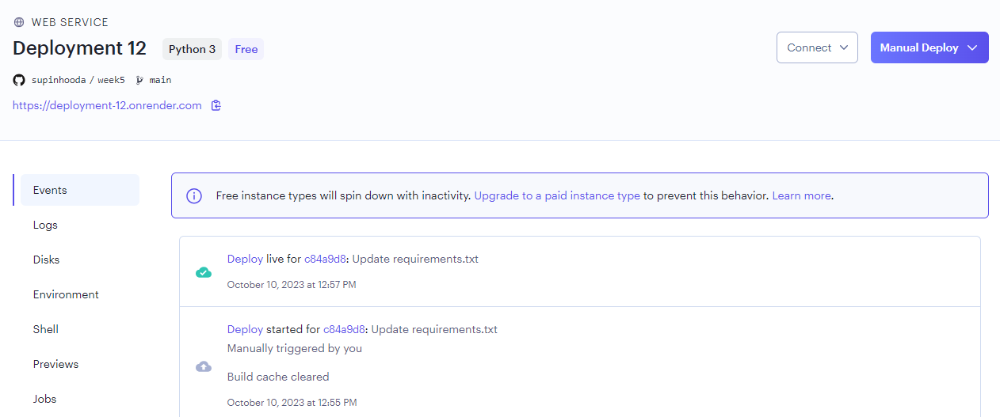 WEB SERVICE
Deployment 12 Python 3 Free
Connect
Manual Deploy
supinhooda / week5 main
https://deployment-12.onrender.com
Events
Logs
Disks
Environment
Shell
Previews
Jobs
Free instance types will spin down with inactivity. Upgrade to a paid instance type to prevent this behavior. Learn more.
Deploy live for c84a9d8: Update requirements.txt
October 10, 2023 at 12:57 PM
Deploy started for c84a9d8: Update requirements.txt
Manually triggered by you
Build cache cleared
October 10, 2023 at 12:55 PM